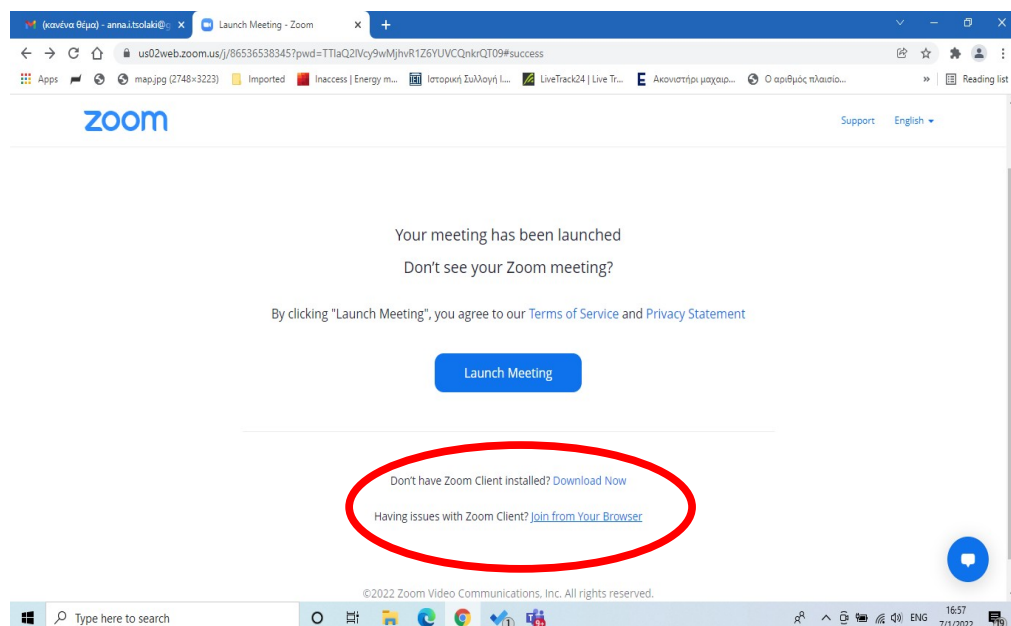 (κανένα θέμα) - anna.i.tsolaki@g
Launch Meeting - Zoom
us02web.zoom.us/j/86536538345?pwd=TTlaQ2lVcy9wMjhvR1Z6YUVCQnkrQT09#success
Apps
map.jpg (2748×3223)
Imported
Inaccess | Energy m...
Ιστορική Συλλογή Ι....
LiveTrack24 | Live Tr...
Ακονιστήρι μαχαιρ...
Ο αριθμός πλαισίο...
»
Reading list
zoom
Support
English
Your meeting has been launched
Don't see your Zoom meeting?
By clicking "Launch Meeting", you agree to our Terms of Service and Privacy Statement
Launch Meeting
Don't have Zoom Client installed? Download Now
Having issues with Zoom Client? Join from Your Browser
©2022 Zoom Video Communications, Inc. All rights reserved.
Type here to search
1
9+
ENG
16:57
7/1/2022
19